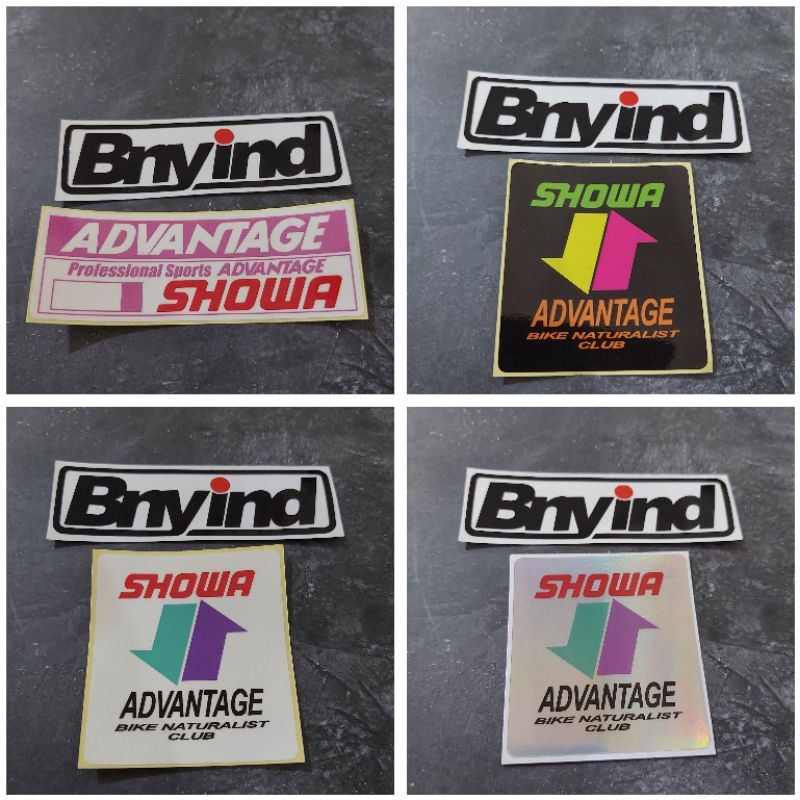 Bnyind
ADVANTAGE
Professional Sports ADVANTAGE
SHOWA
Bnyind
SHOWA
ADVANTAGE
BIKE NATURALIST
CLUB
Bnyind
SHOWA
ADVANTAGE
BIKE NATURALIST
CLUB
Bnyind
SHOWA
ADVANTAGE
BIKE NATURALIST
CLUB